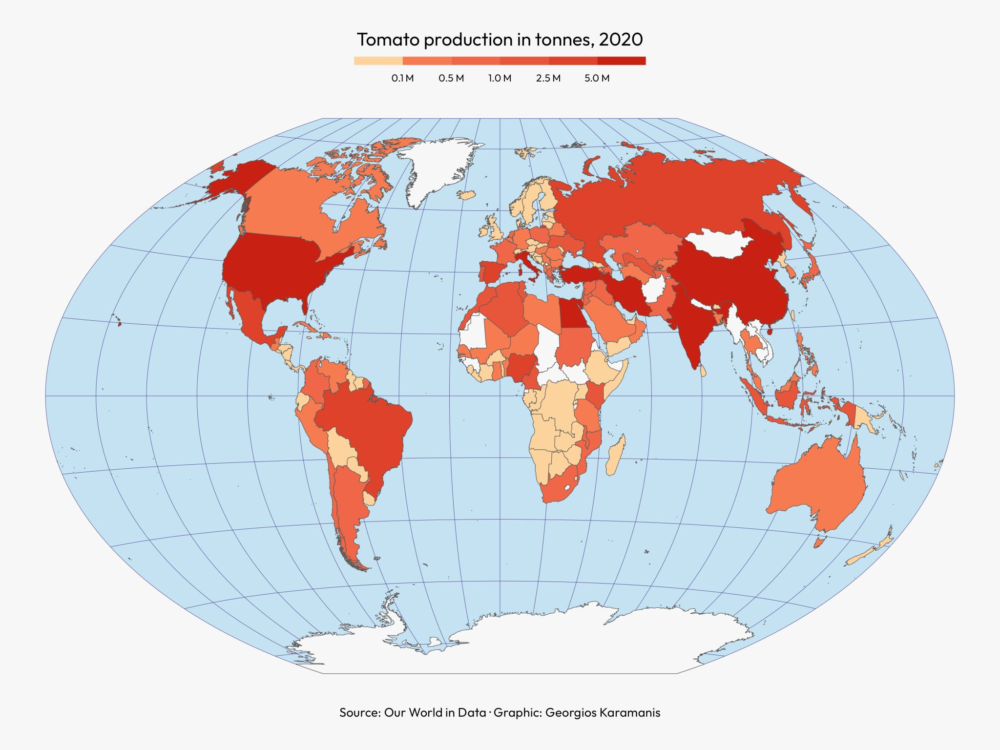 Tomato production in tonnes, 2020
0.1 M 0.5 M 1.0 M 2.5 M 5.0 M
Source: Our World in Data · Graphic: Georgios Karamanis